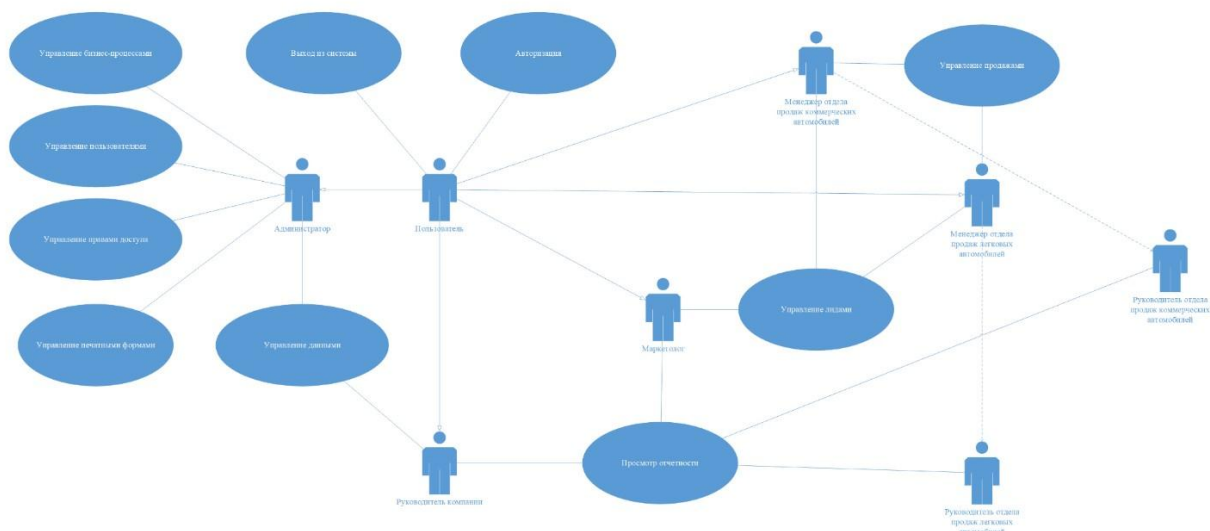 Управление бизнес-процессами
Выход из системы
Авторизация
Управление продажами
Менеджер отдела
продаж коммерческих
автомобилей
Управление пользователями
Администратор
Пользователь
Управление правами доступа
Менеджер отдела
продаж легковых
автомобилей
Руководитель отдела
продаж коммерческих
автомобилей
Управление печатными формами
Управление данными
Маркетолог
Управление лидами
Просмотр отчетности
Руководитель компании
Руководитель отдела
продаж легковых
автомобилей